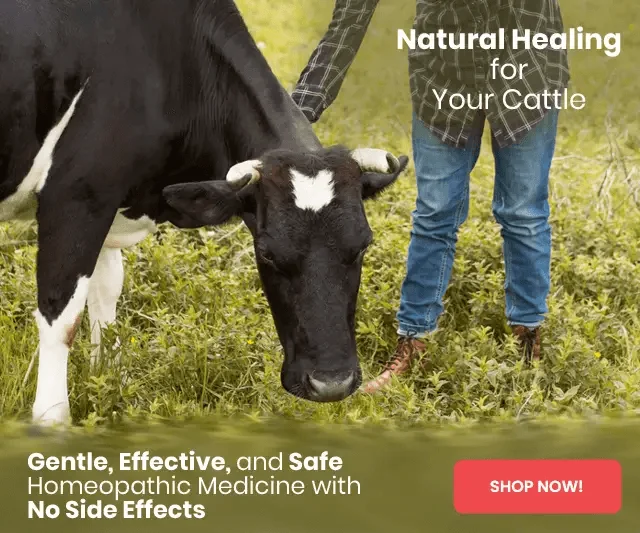 Natural Healing
for
Your Cattle
Gentle, Effective, and Safe
Homeopathic Medicine with
No Side Effects
SHOP NOW!